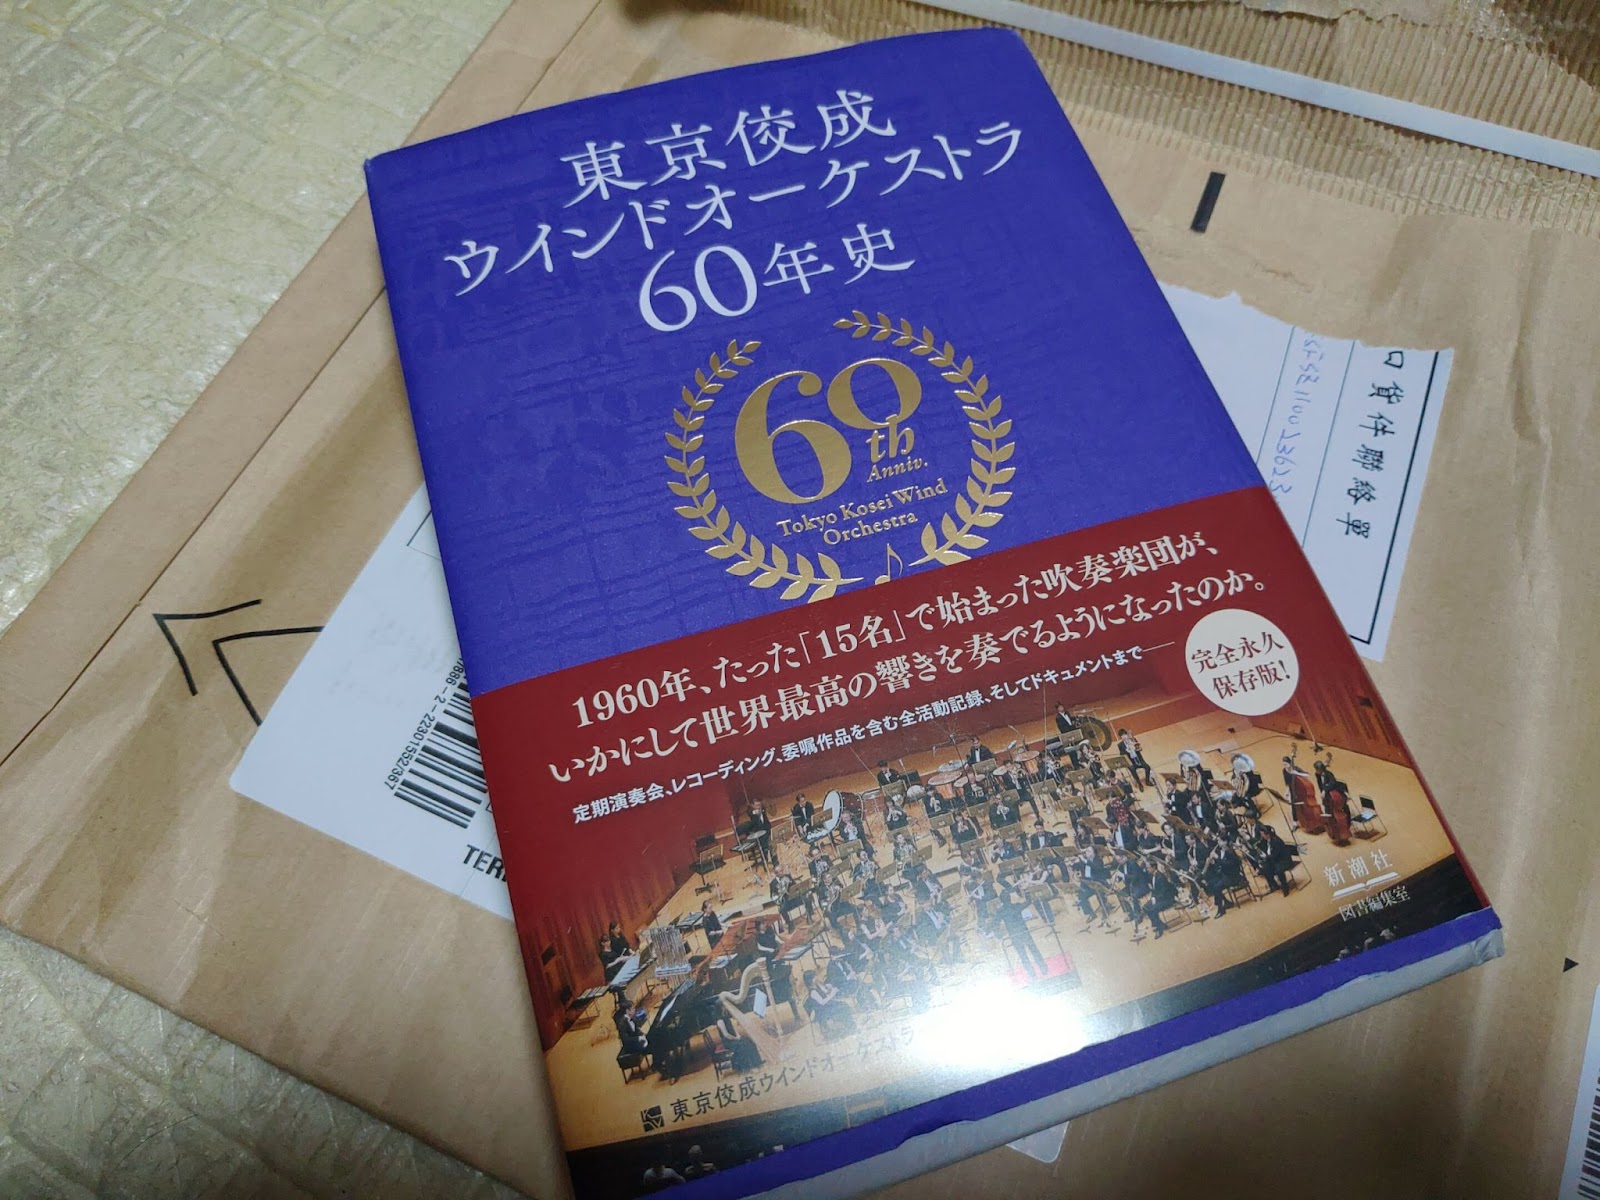 東京佼成
ウインドオーケストラ
60年史
60th
Anniv.
Tokyo Kosei Wind
Orchestra
1960年、たった「15名」で始まった吹奏楽団が、
いかにして世界最高の響きを奏でるようになったのか。
定期演奏会、レコーディング、委嘱作品を含む全活動記録、そしてドキュメントまで──
完全永久
保存版!
新潮社
図書編集室
東京佼成ウインドオーケストラ
口貨件聯絡單
TER